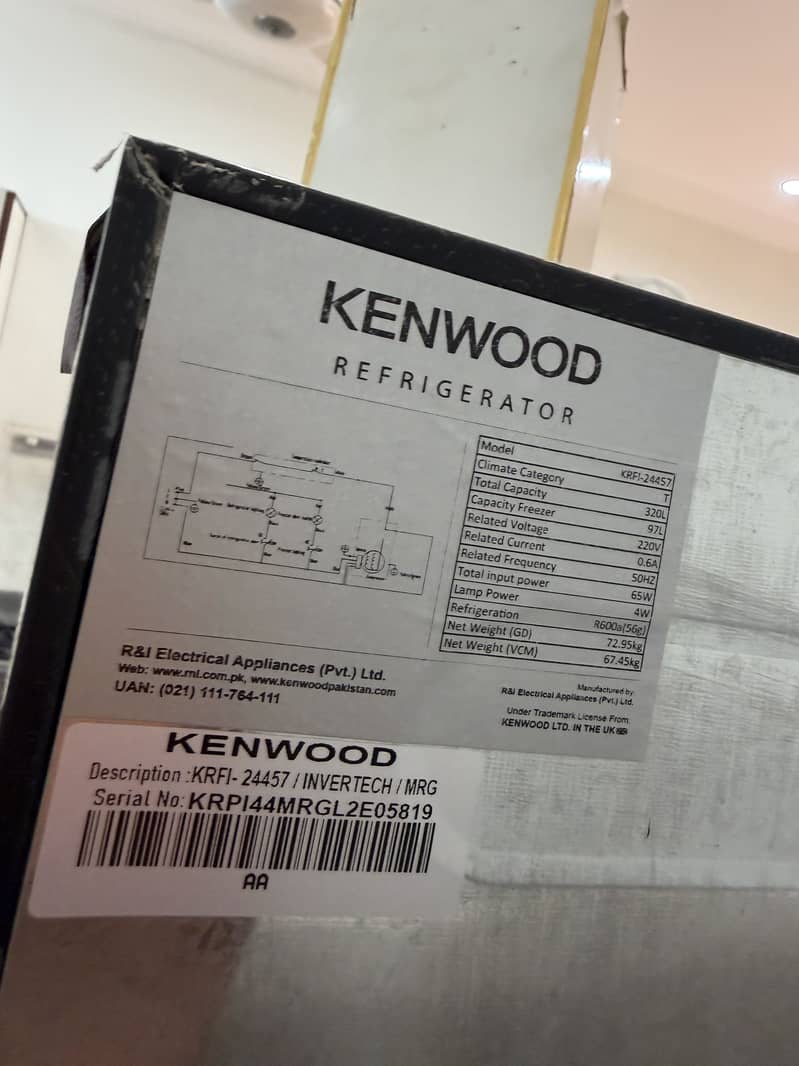 KENWOOD
REFRIGERATOR
Model KRFI-24457
Climate Category T
Total Capacity 320L
Capacity Freezer 97L
Related Voltage 220V
Related Current 0.6A
Related Frequency 50HZ
Total input power 65W
Lamp Power 4W
Refrigeration R600a(56g)
Net Weight (GD) 72.95kg
Net Weight (VCM) 67.45kg
R&I Electrical Appliances (Pvt.) Ltd.
Web: www.rnl.com.pk, www.kenwoodpakistan.com
UAN: (021) 111-764-111
Manufactured by:
R&I Electrical Appliances (Pvt.) Ltd.
Under Trademark License From:
KENWOOD LTD. IN THE UK
KENWOOD
Description :KRFI- 24457 / INVERTECH / MRG
Serial No: KRPI44MRGL2E05819
AA